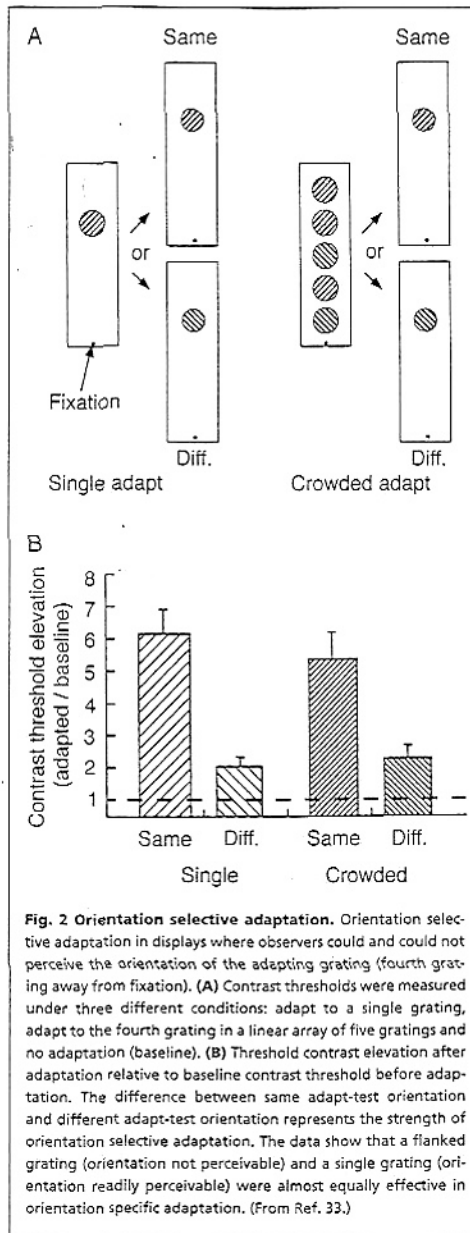 A
Same
Same
or
or
Fixation
Diff.
Diff.
Single adapt
Crowded adapt
B
Contrast threshold elevation
(adapted / baseline)
8
7
6
5
4
3
2
1
Same
Diff.
Same
Diff.
Single
Crowded
Fig. 2 Orientation selective adaptation. Orientation selec-
tive adaptation in displays where observers could and could not
perceive the orientation of the adapting grating (fourth grat-
ing away from fixation). (A) Contrast thresholds were measured
under three different conditions: adapt to a single grating,
adapt to the fourth grating in a linear array of five gratings and
no adaptation (baseline). (B) Threshold contrast elevation after
adaptation relative to baseline contrast threshold before adap-
tation. The difference between same adapt-test orientation
and different adapt-test orientation represents the strength of
orientation selective adaptation. The data show that a flanked
grating (orientation not perceivable) and a single grating (ori-
entation readily perceivable) were almost equally effective in
orientation specific adaptation. (From Ref. 33.)